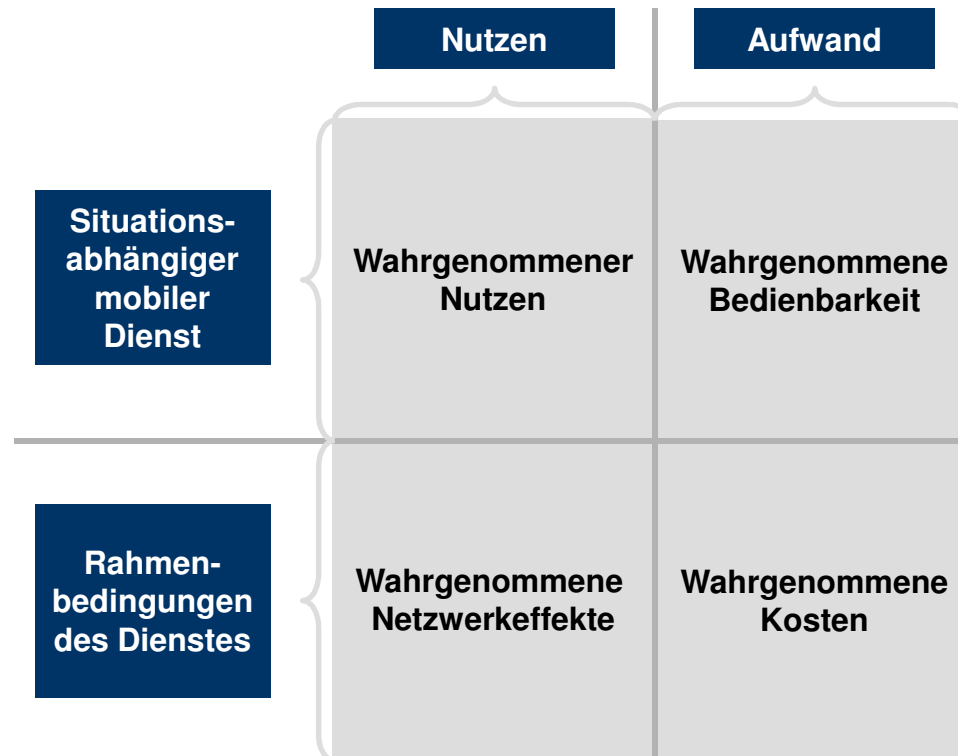 Nutzen
Aufwand
Situations-
abhängiger
mobiler
Dienst
Wahrgenommener
Nutzen
Wahrgenommene
Bedienbarkeit
Rahmen-
bedingungen
des Dienstes
Wahrgenommene
Netzwerkeffekte
Wahrgenommene
Kosten